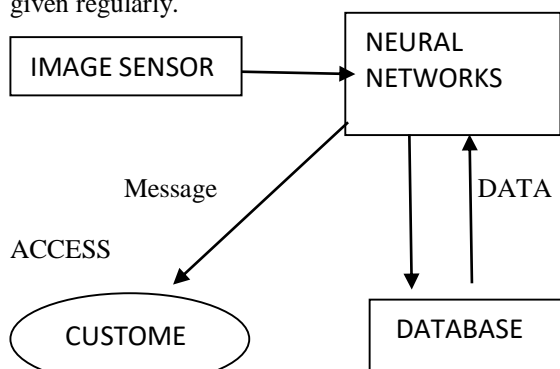 given regularly.
NEURAL
NETWORKS
IMAGE SENSOR
Message
DATA
ACCESS
CUSTOME
DATABASE